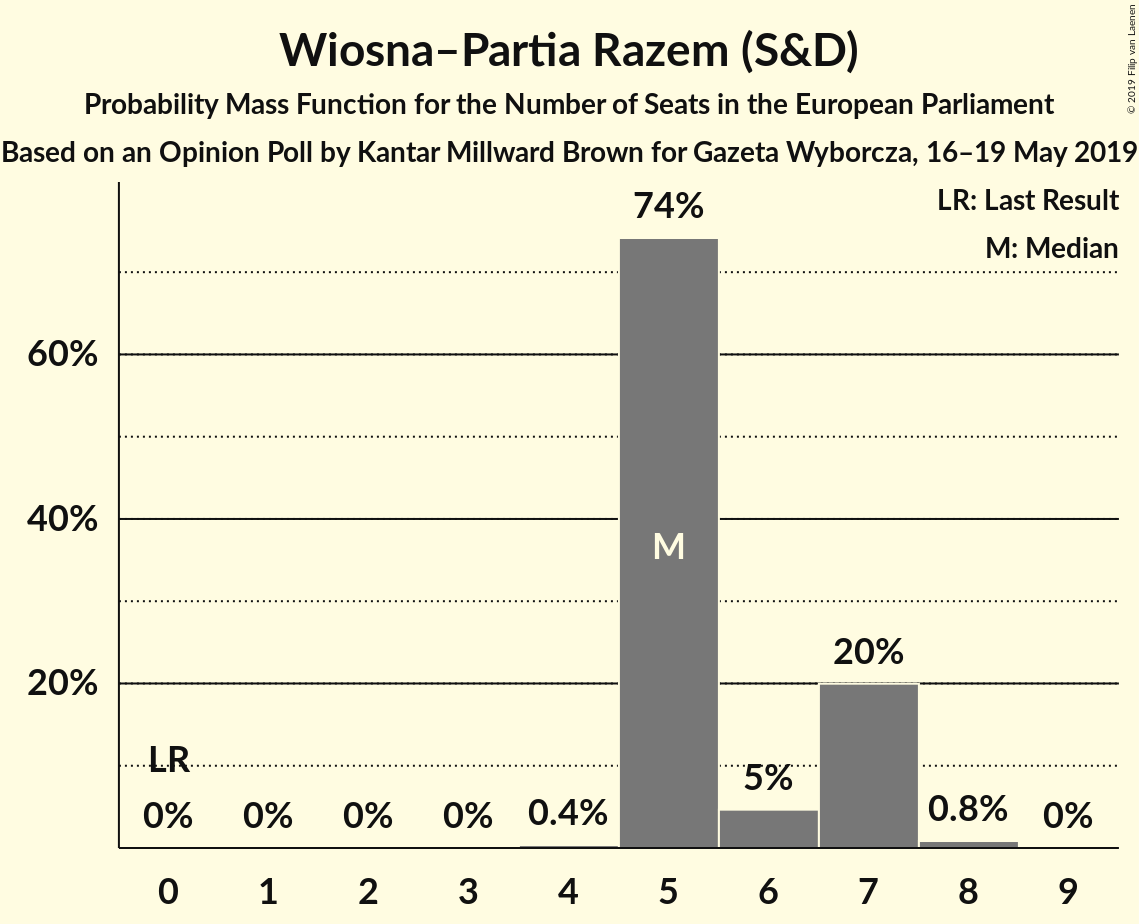 Wiosna–Partia Razem (S&D)
Probability Mass Function for the Number of Seats in the European Parliament
Based on an Opinion Poll by Kantar Millward Brown for Gazeta Wyborcza, 16–19 May 2019
© 2019 Filip van Laenen
LR: Last Result
M: Median
74%
60%
40%
M
20%
20%
LR
5%
0% 0% 0% 0% 0.4% 0.8% 0%
0 1 2 3 4 5 6 7 8 9